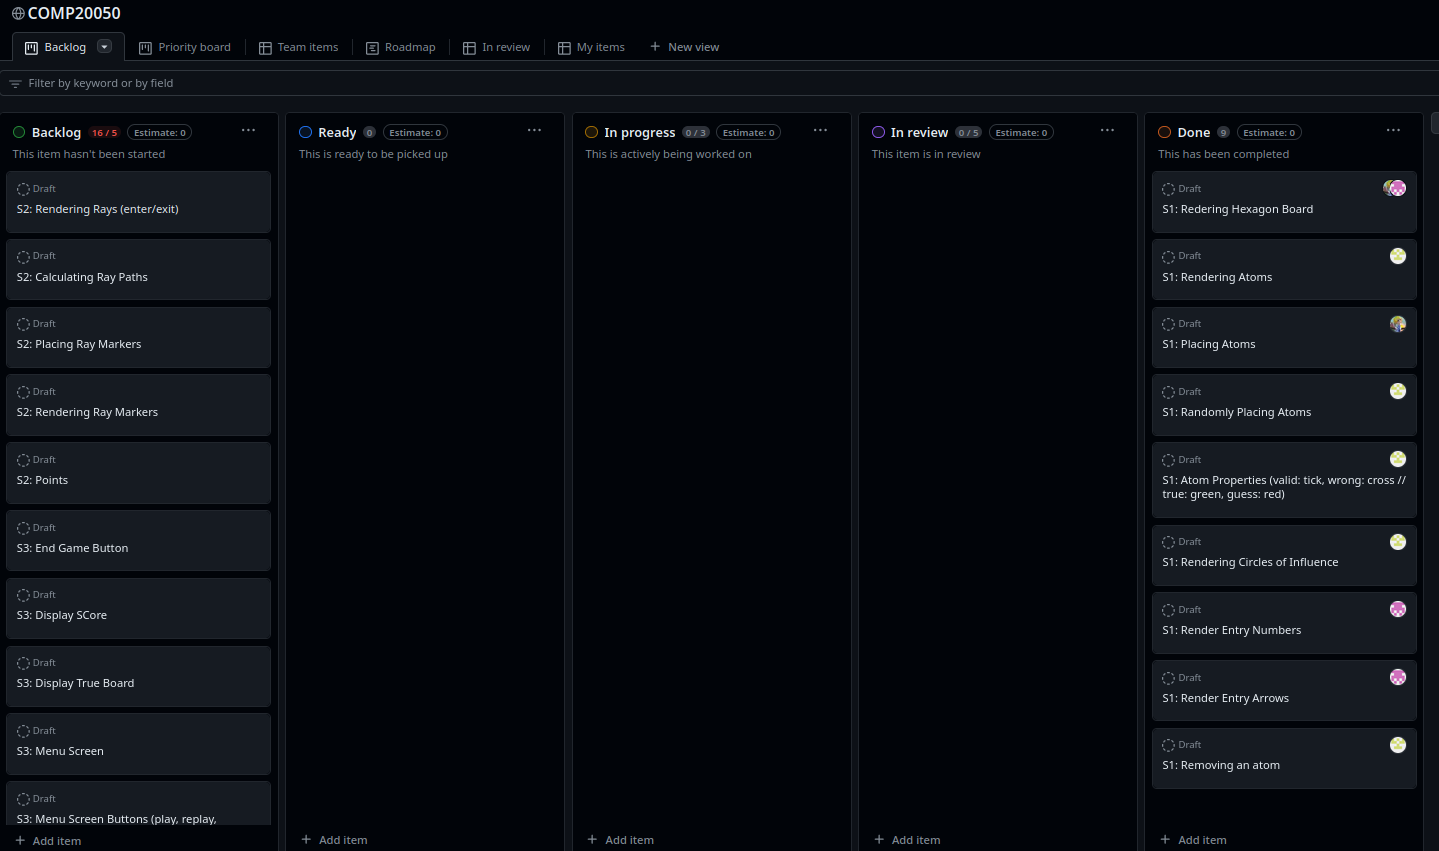 COMP20050
Backlog
Priority board
Team items
Roadmap
In review
My items
New view
Filter by keyword or by field
Backlog 16 / 5 Estimate: 0
This item hasn't been started
Draft
S2: Rendering Rays (enter/exit)
Draft
S2: Calculating Ray Paths
Draft
S2: Placing Ray Markers
Draft
S2: Rendering Ray Markers
Draft
S2: Points
Draft
S3: End Game Button
Draft
S3: Display SCore
Draft
S3: Display True Board
Draft
S3: Menu Screen
Draft
S3: Menu Screen Buttons (play, replay,
Add item
Ready 0 Estimate: 0
This is ready to be picked up
Add item
In progress 0 / 3 Estimate: 0
This is actively being worked on
Add item
In review 0 / 5 Estimate: 0
This item is in review
Add item
Done 9 Estimate: 0
This has been completed
Draft
S1: Redering Hexagon Board
Draft
S1: Rendering Atoms
Draft
S1: Placing Atoms
Draft
S1: Randomly Placing Atoms
Draft
S1: Atom Properties (valid: tick, wrong: cross //
true: green, guess: red)
Draft
S1: Rendering Circles of Influence
Draft
S1: Render Entry Numbers
Draft
S1: Render Entry Arrows
Draft
S1: Removing an atom
Add item